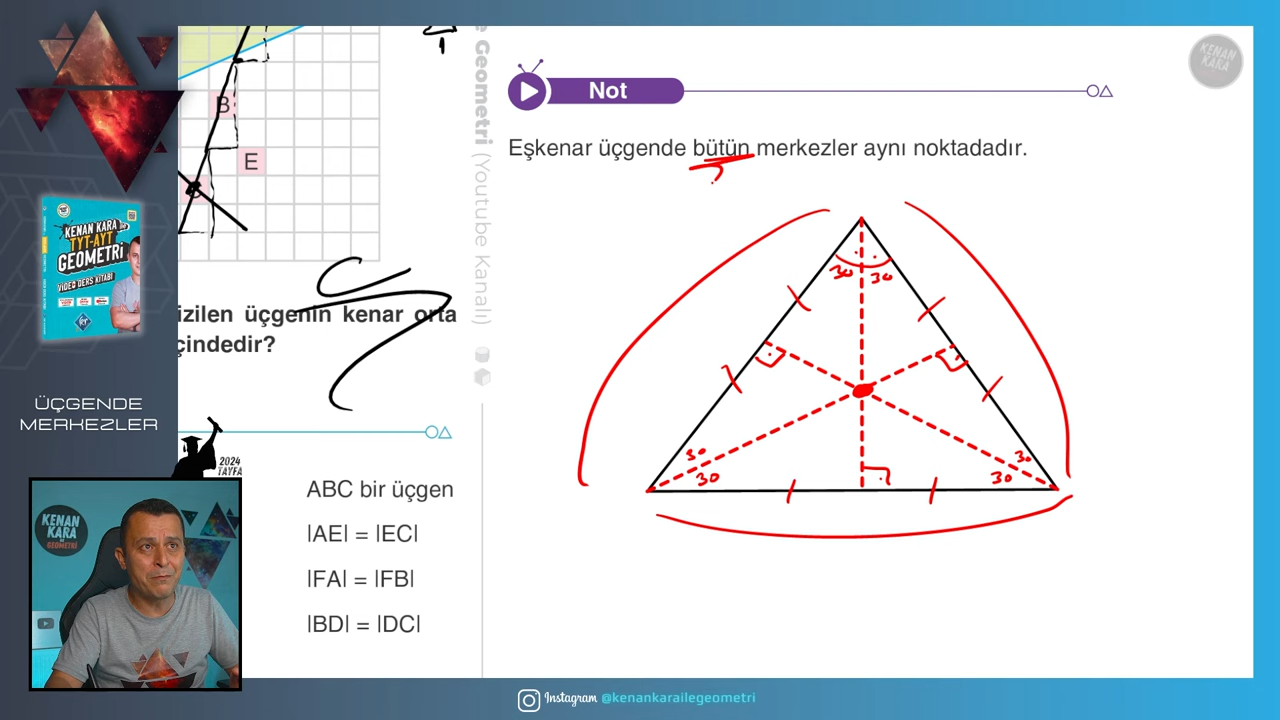 KENAN KARA
TYT-AYT
GEOMETRİ
VİDEO DERS KİTABI
ÜÇGENDE
MERKEZLER
2024
TAYFA
KENAN
KARA
GEOMETRİ
1
B
E
izilen üçgenin kenar orta
çindedir?
ABC bir üçgen
|AE| = |EC|
|FA| = |FB|
|BD| = |DC|
e Geometri (Youtube Kanalı)
Not
KENAN
KARA
Eşkenar üçgende bütün merkezler aynı noktadadır.
30 30
30
30
30
30
Instagram @kenankarailegeometri